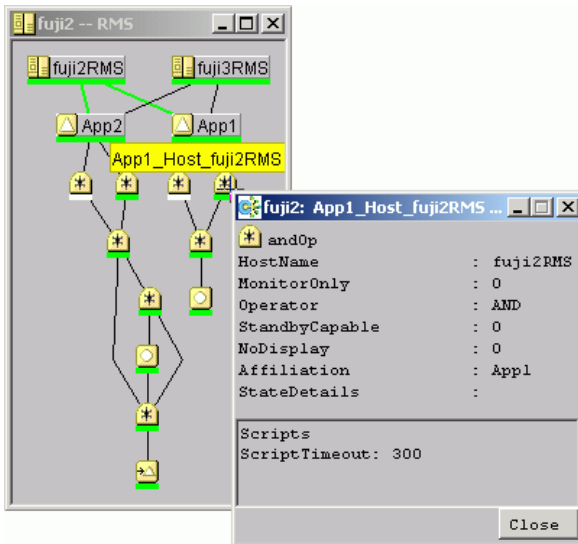 fuji2 -- RMS
fuji2RMS fuji3RMS
App2 App1
App1_Host_fuji2RMS
fuji2: App1_Host_fuji2RMS ...
andOp
HostName : fuji2RMS
MonitorOnly : 0
Operator : AND
StandbyCapable : 0
NoDisplay : 0
Affiliation : App1
StateDetails :
Scripts
ScriptTimeout: 300
Close